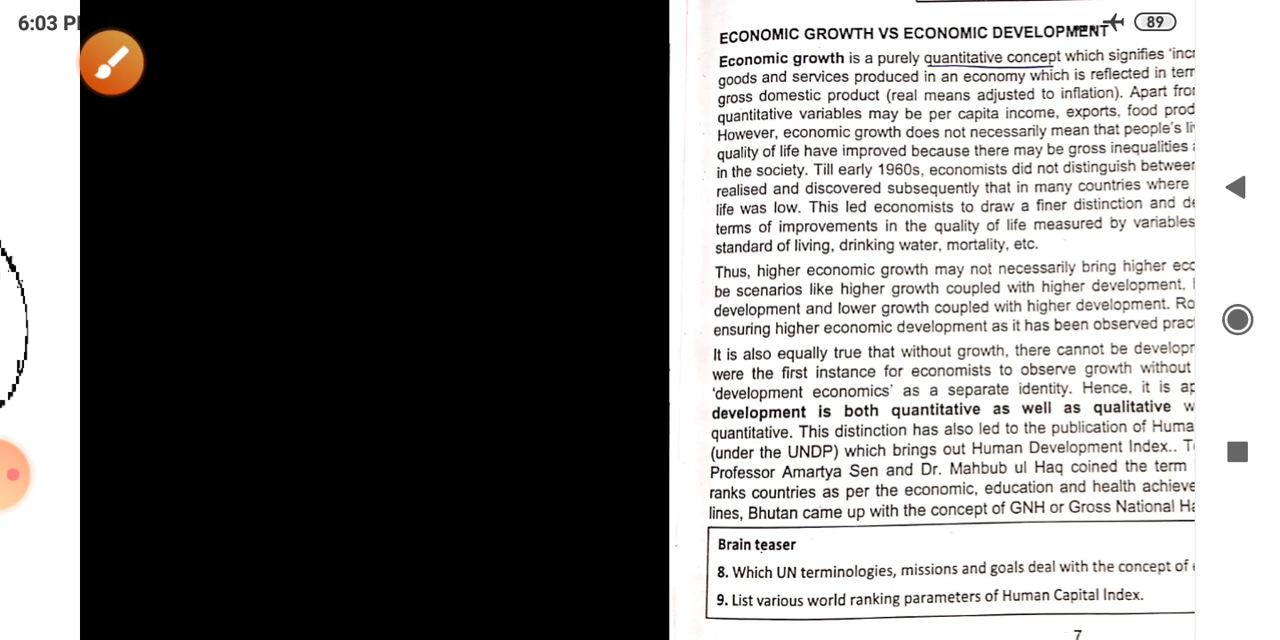 6:03
89
ECONOMIC GROWTH VS ECONOMIC DEVELOPMENT
Economic growth is a purely quantitative concept which signifies
goods and services produced in an economy which is reflected in
gross domestic product (real means adjusted to inflation). Apart
quantitative variables may be per capita income, exports, food
However, economic growth does not necessarily mean that people's
quality of life have improved because there may be gross inequalities
in the society. Till early 1960s, economists did not distinguish
realised and discovered subsequently that in many countries where
life was low. This led economists to draw a finer distinction and
terms of improvements in the quality of life measured by variables
standard of living, drinking water, mortality, etc.
Thus, higher economic growth may not necessarily bring higher
be scenarios like higher growth coupled with higher development,
development and lower growth coupled with higher development.
ensuring higher economic development as it has been observed
It is also equally true that without growth, there cannot be
were the first instance for economists to observe growth without
'development economics' as a separate identity. Hence, it is
development is both quantitative as well as qualitative
quantitative. This distinction has also led to the publication of
(under the UNDP) which brings out Human Development Index..
Professor Amartya Sen and Dr. Mahbub ul Haq coined the term
ranks countries as per the economic, education and health
lines, Bhutan came up with the concept of GNH or Gross National
Brain teaser
8. Which UN terminologies, missions and goals deal with the concept of
9. List various world ranking parameters of Human Capital Index.
7